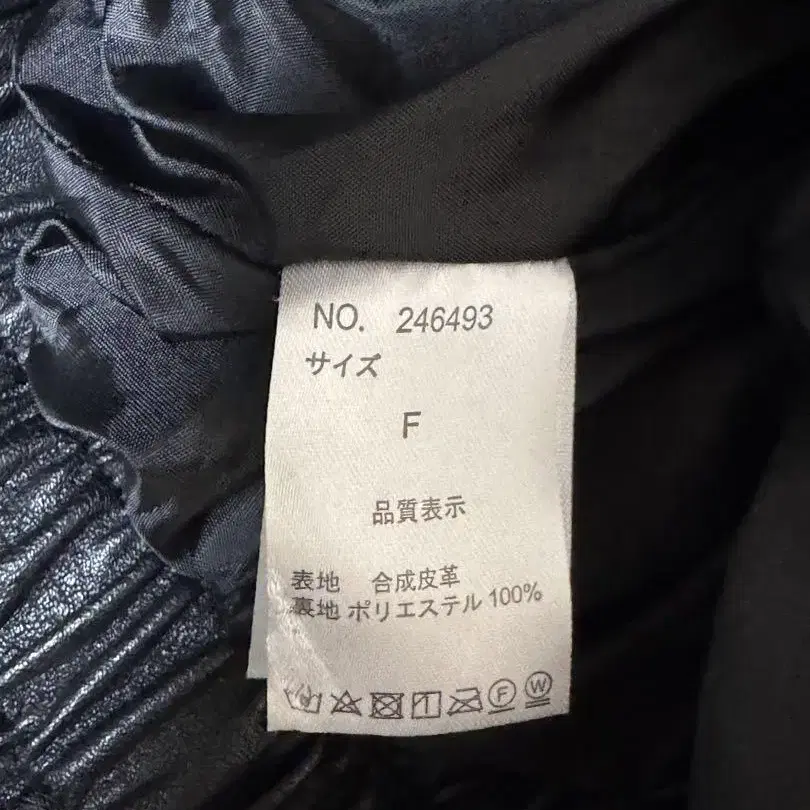 NO. 246493
サイズ
F
品質表示
表地 合成皮革
裏地 ポリエステル 100%
F W